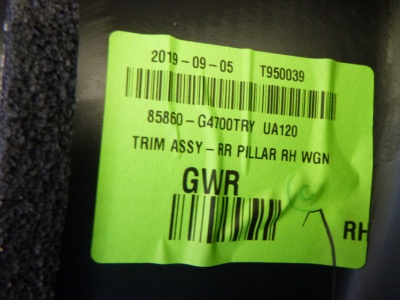 2019-09-05 T950039
85860-G4700TRY UA120
TRIM ASSY-RR PILLAR RH WGN
GWR
RH